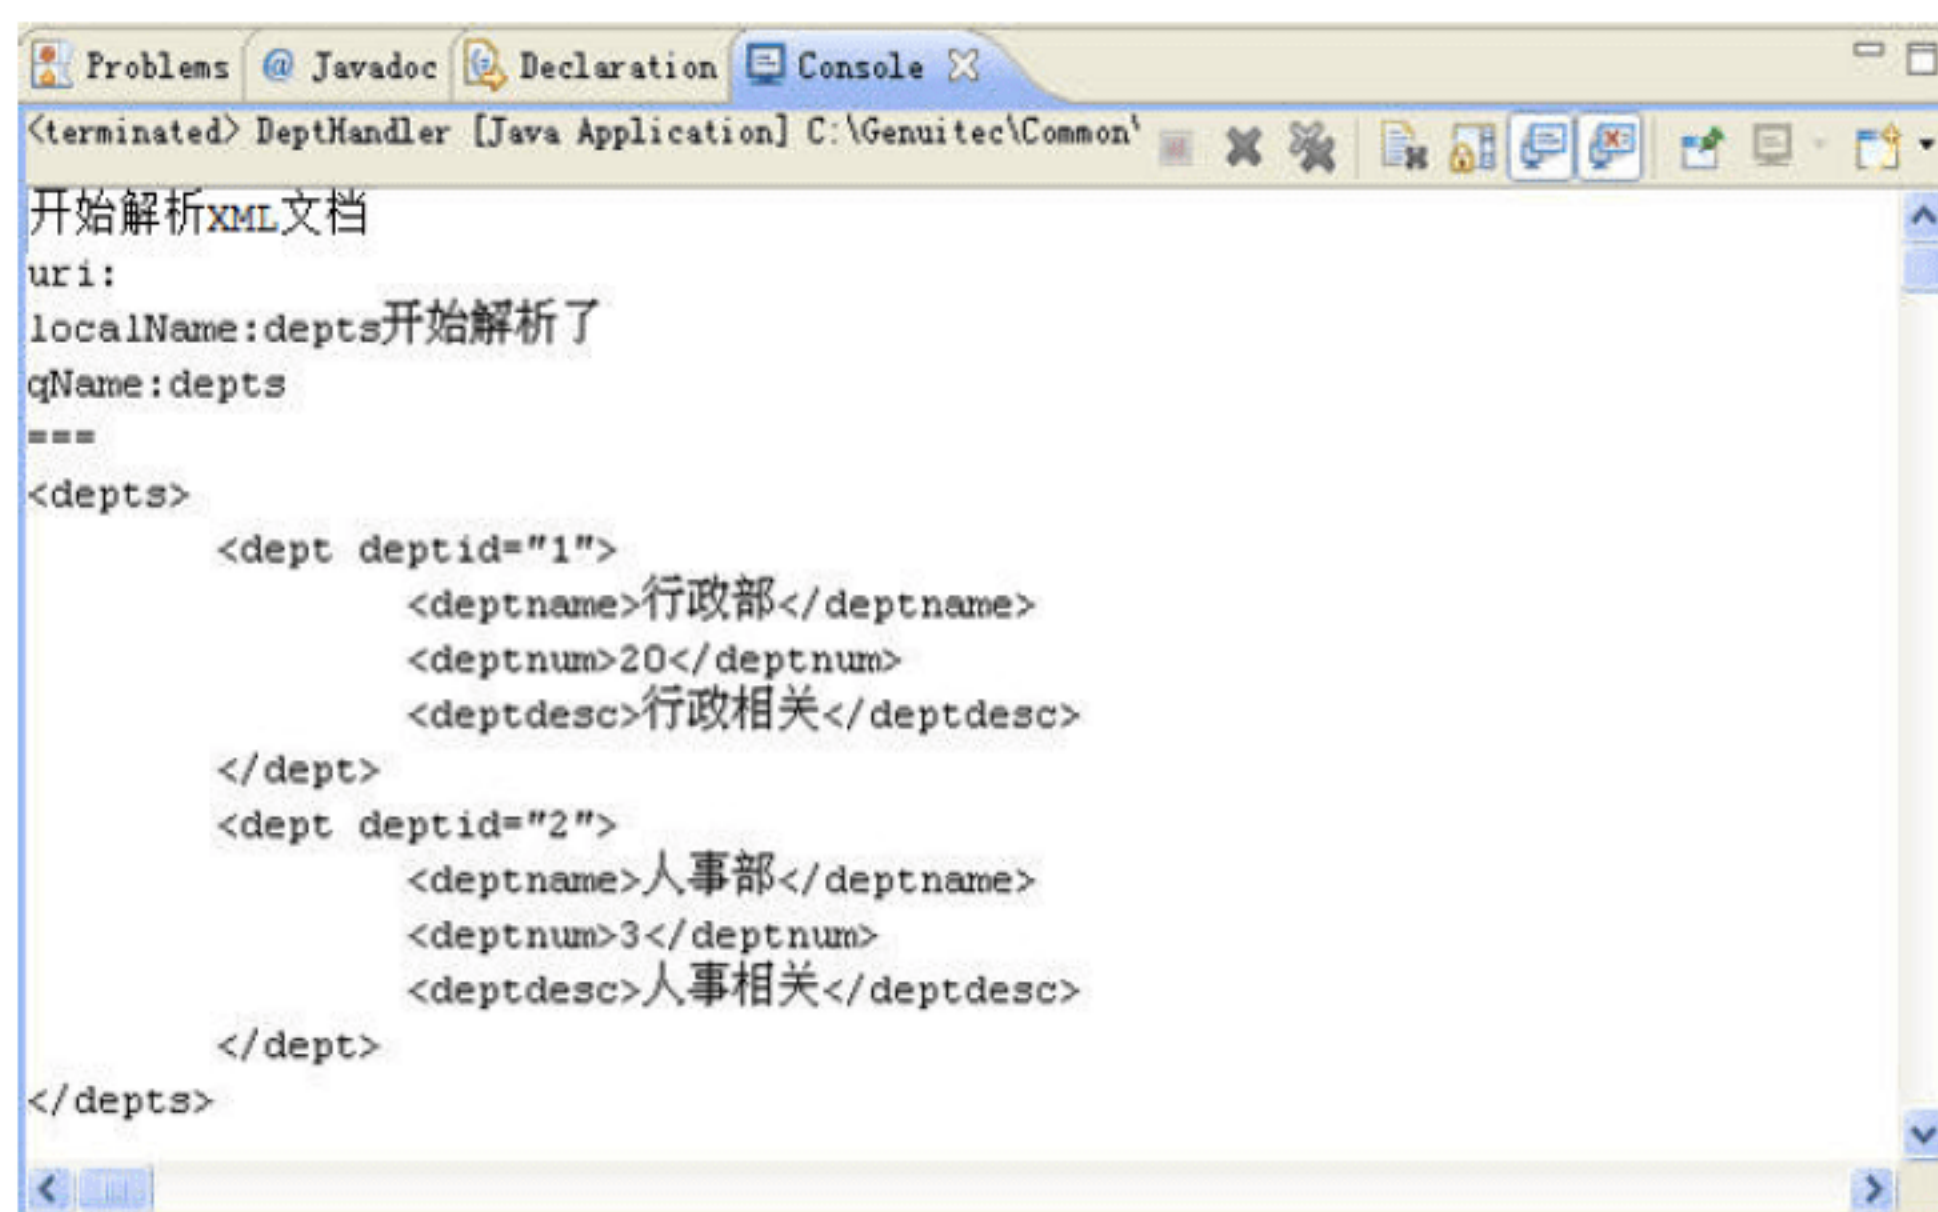 Problems @ Javadoc Declaration Console
<terminated> DeptHandler [Java Application] C:\Genuitec\Common\
开始解析XML文档
uri:
localName:depts开始解析了
qName:depts
===
<depts>
<dept deptid="1">
<deptname>行政部</deptname>
<deptnum>20</deptnum>
<deptdesc>行政相关</deptdesc>
</dept>
<dept deptid="2">
<deptname>人事部</deptname>
<deptnum>3</deptnum>
<deptdesc>人事相关</deptdesc>
</dept>
</depts>